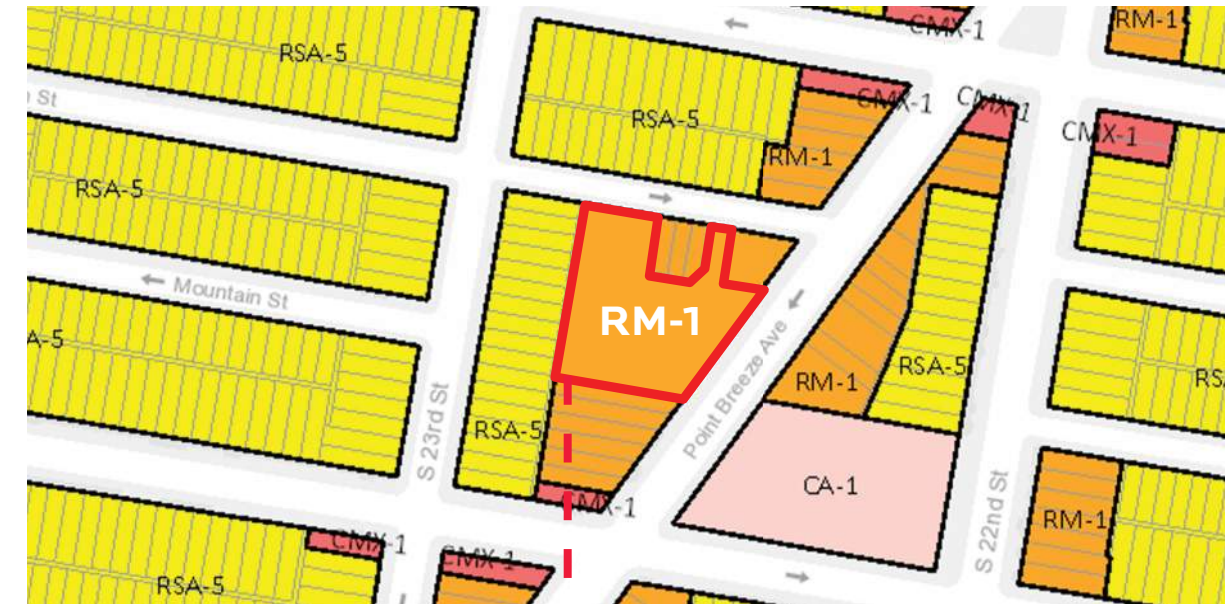 RM-1
CMX-1
RSA-5
St
RSA-5
CMX-1
CMX-1
CMX-1
RM-1
RSA-5
Mountain St
RM-1
A-5
Point Breeze Ave
RSA-5
RM-1
RS
S 23rd St
RSA-5
CA-1
CMX-1
S 22nd St
RM-1
CMX-1
CMX-1
RSA-5